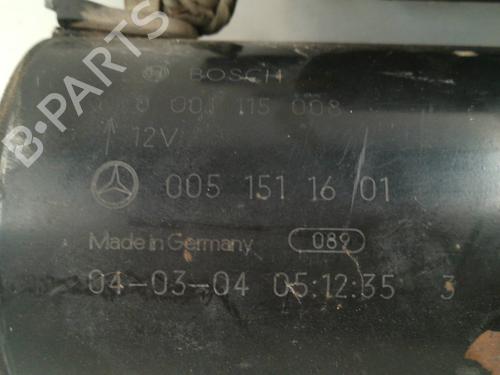 BOSCH
0 001 115 008
12V
005 151 16 01
Made in Germany 089
04-03-04 05:12:35 3